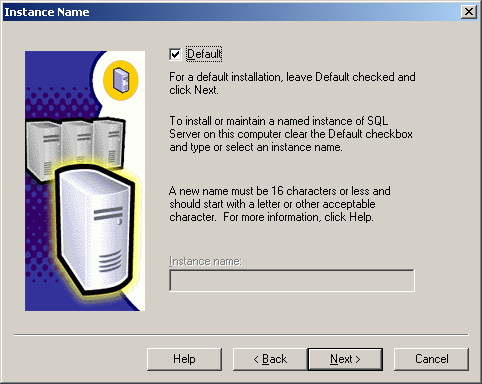 Instance Name
Default
For a default installation, leave Default checked and
click Next.
To install or maintain a named instance of SQL
Server on this computer clear the Default checkbox
and type or select an instance name.
A new name must be 16 characters or less and
should start with a letter or other acceptable
character.  For more information, click Help.
Instance name:
Help
< Back
Next >
Cancel